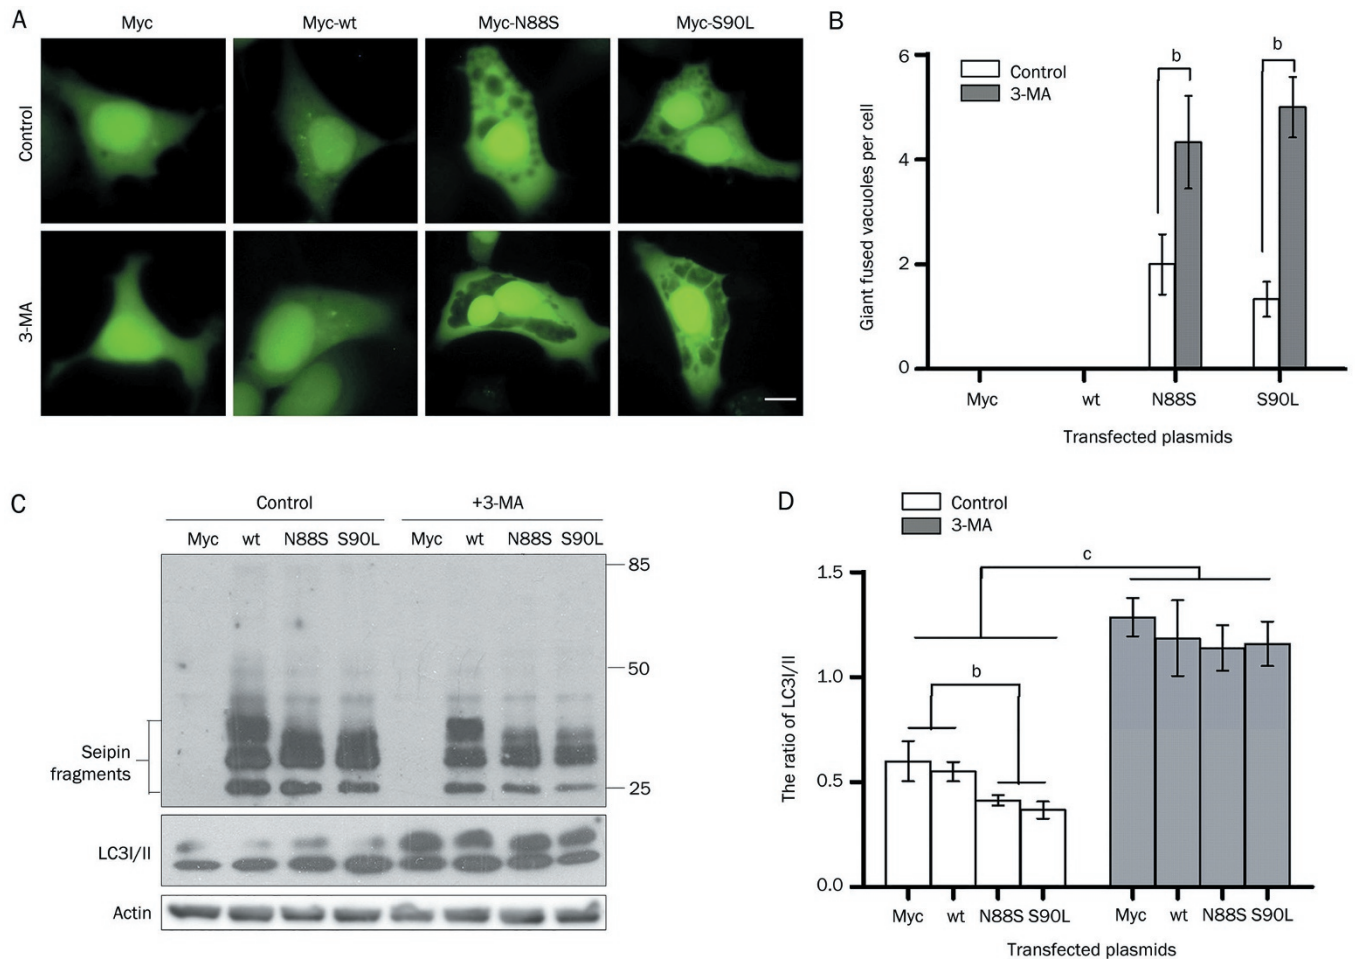 A
Myc Myc-wt Myc-N88S Myc-S90L
Control
3-MA
B
Control
3-MA
b b
Giant fused vacuoles per cell
6
4
2
0
Myc wt N88S S90L
Transfected plasmids
C
Control +3-MA
Myc wt N88S S90L Myc wt N88S S90L
85
50
25
Seipin
fragments
LC3I/II
Actin
D
Control
3-MA
c
b
The ratio of LC3I/II
1.5
1.0
0.5
0.0
Myc wt N88S S90L Myc wt N88S S90L
Transfected plasmids